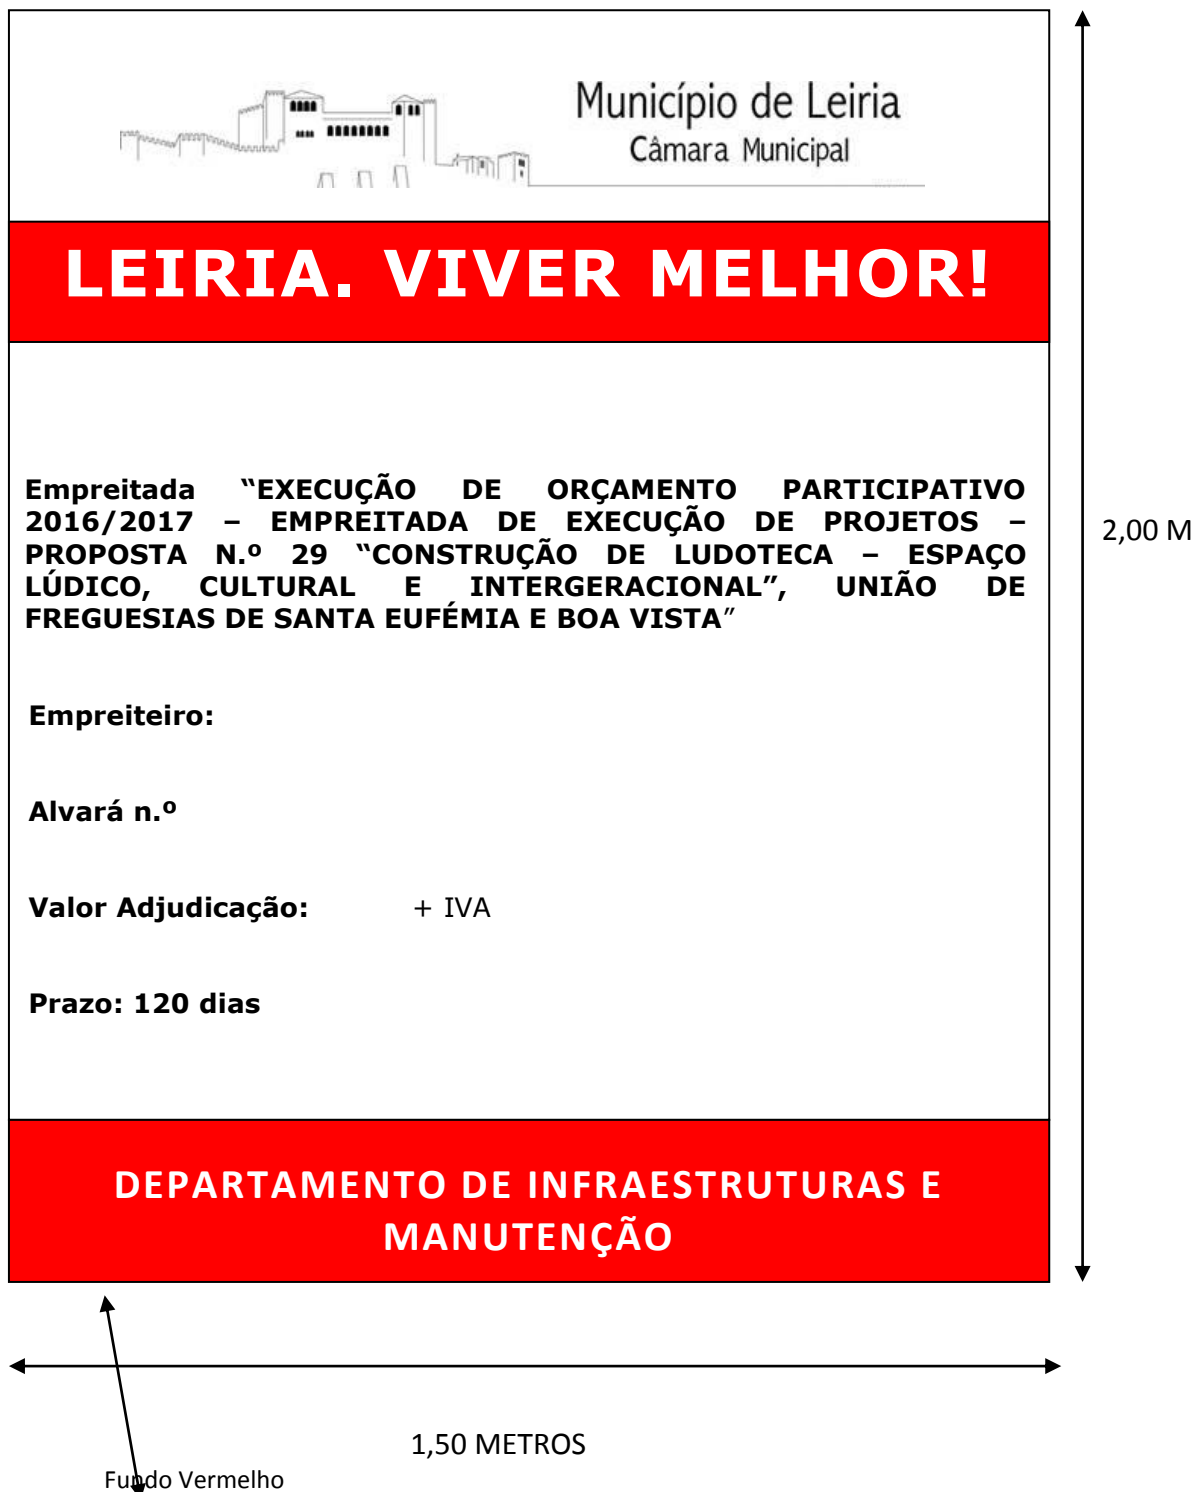 Município de Leiria
Câmara Municipal
LEIRIA. VIVER MELHOR!
Empreitada “EXECUÇÃO DE ORÇAMENTO PARTICIPATIVO
2016/2017 – EMPREITADA DE EXECUÇÃO DE PROJETOS –
PROPOSTA N.º 29 “CONSTRUÇÃO DE LUDOTECA – ESPAÇO
LÚDICO, CULTURAL E INTERGERACIONAL”, UNIÃO DE
FREGUESIAS DE SANTA EUFÉMIA E BOA VISTA”
2,00 M
Empreiteiro:
Alvará n.º
Valor Adjudicação: + IVA
Prazo: 120 dias
DEPARTAMENTO DE INFRAESTRUTURAS E
MANUTENÇÃO
1,50 METROS
Fundo Vermelho